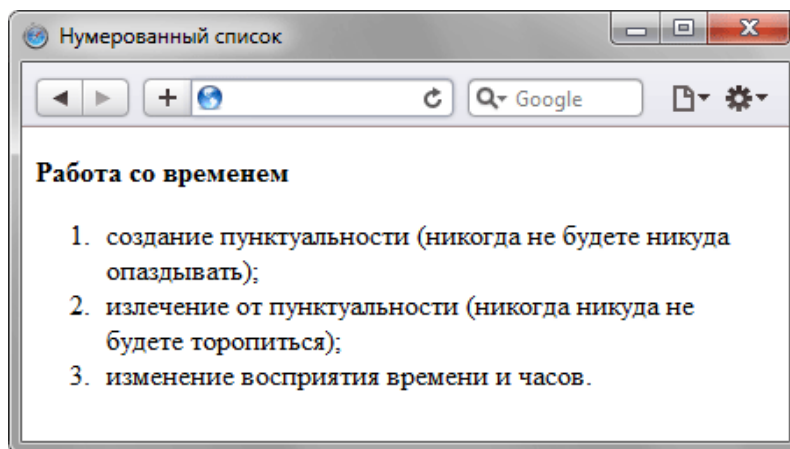 Нумерованный список
Google
Работа со временем
1. создание пунктуальности (никогда не будете никуда
опаздывать);
2. излечение от пунктуальности (никогда никуда не
будете торопиться);
3. изменение восприятия времени и часов.